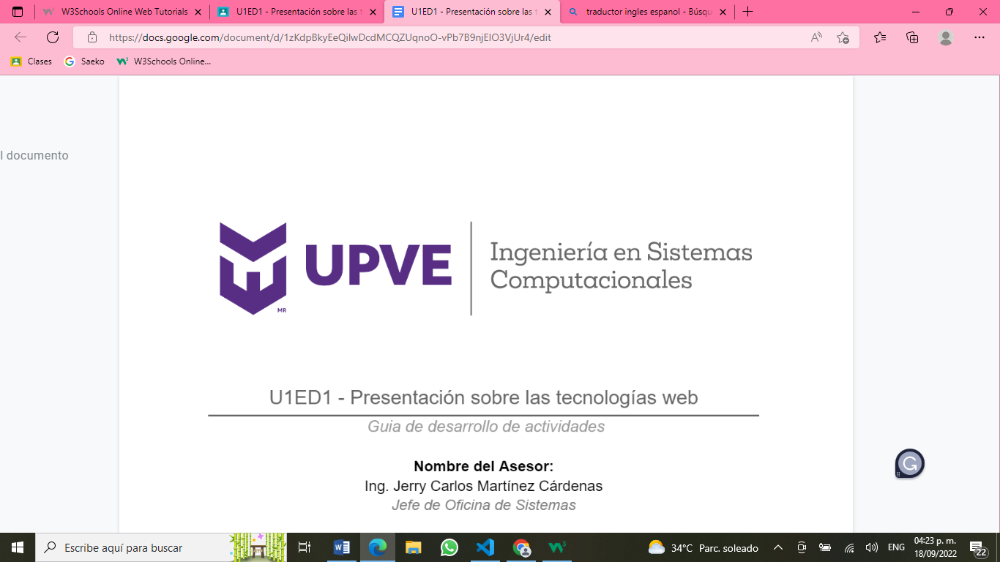 W3Schools Online Web Tutorials
U1ED1 - Presentación sobre las t
U1ED1 - Presentación sobre las t
traductor ingles espanol - Búsqu
https://docs.google.com/document/d/1zKdpBkyEeQilwDcdMCQZUqnoO-vPb7B9njEIO3VjUr4/edit
Clases
Saeko
W3Schools Online...
l documento
UPVE
MR
Ingeniería en Sistemas
Computacionales
U1ED1 - Presentación sobre las tecnologías web
Guia de desarrollo de actividades
Nombre del Asesor:
Ing. Jerry Carlos Martínez Cárdenas
Jefe de Oficina de Sistemas
Escribe aquí para buscar
34°C Parc. soleado
ENG
04:23 p. m.
18/09/2022
22